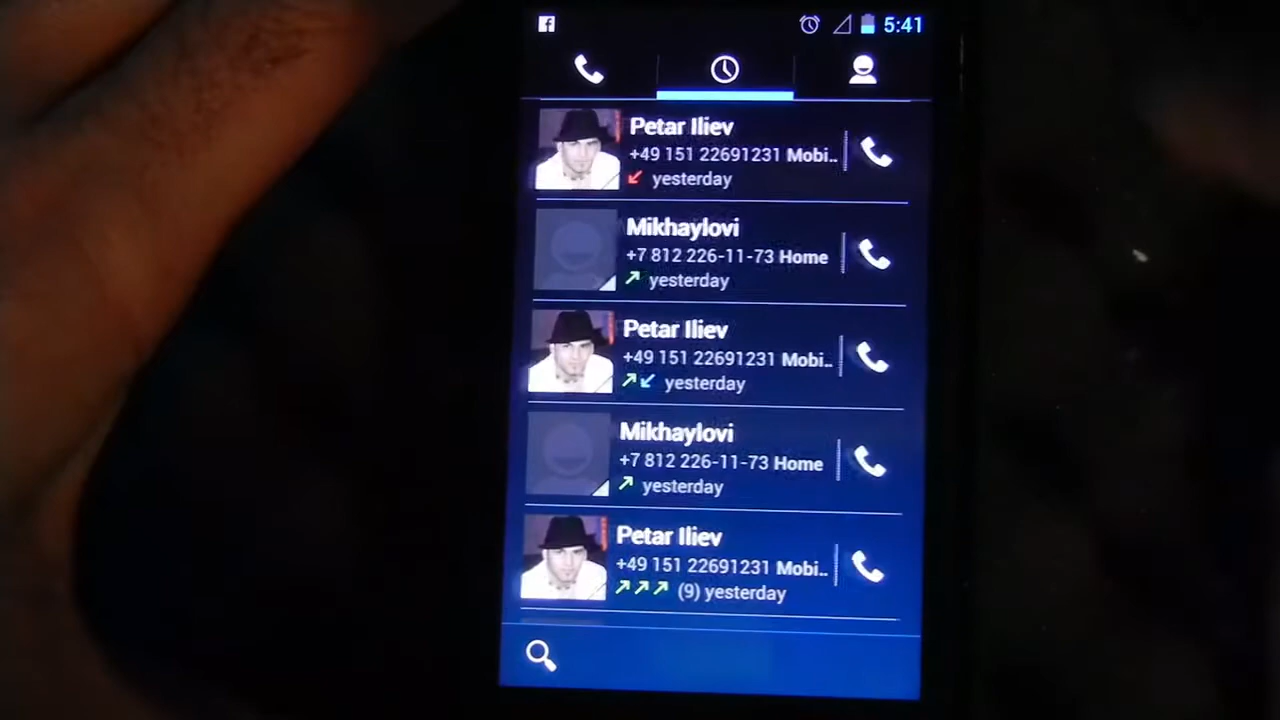 5:41
Petar Iliev
+49 151 22691231 Mobi..
yesterday
Mikhaylovi
+7 812 226-11-73 Home
yesterday
Petar Iliev
+49 151 22691231 Mobi..
yesterday
Mikhaylovi
+7 812 226-11-73 Home
yesterday
Petar Iliev
+49 151 22691231 Mobi..
(9) yesterday